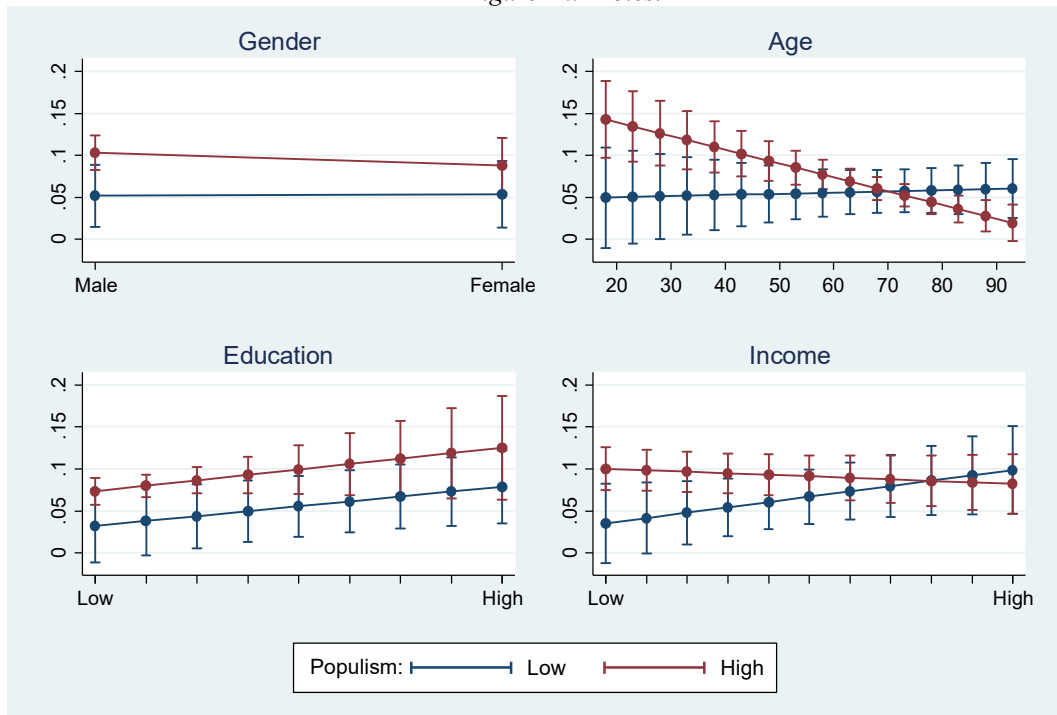 Gender
Age
.2
.15
.1
.05
0
Male
Female
.2
.15
.1
.05
0
20 30 40 50 60 70 80 90
Education
Income
.2
.15
.1
.05
0
Low
High
.2
.15
.1
.05
0
Low
High
Populism: Low High